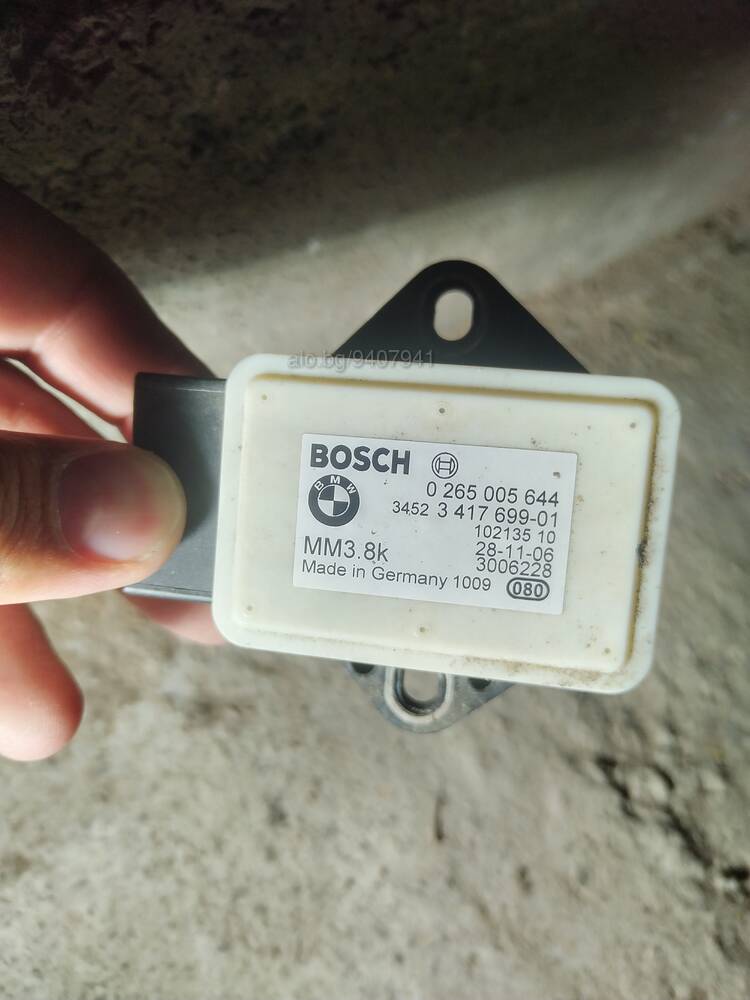 alo.bg/9407941
BOSCH
BMW
0 265 005 644
3452 3 417 699-01
102135 10
MM3.8k
28-11-06
3006228
Made in Germany 1009
080